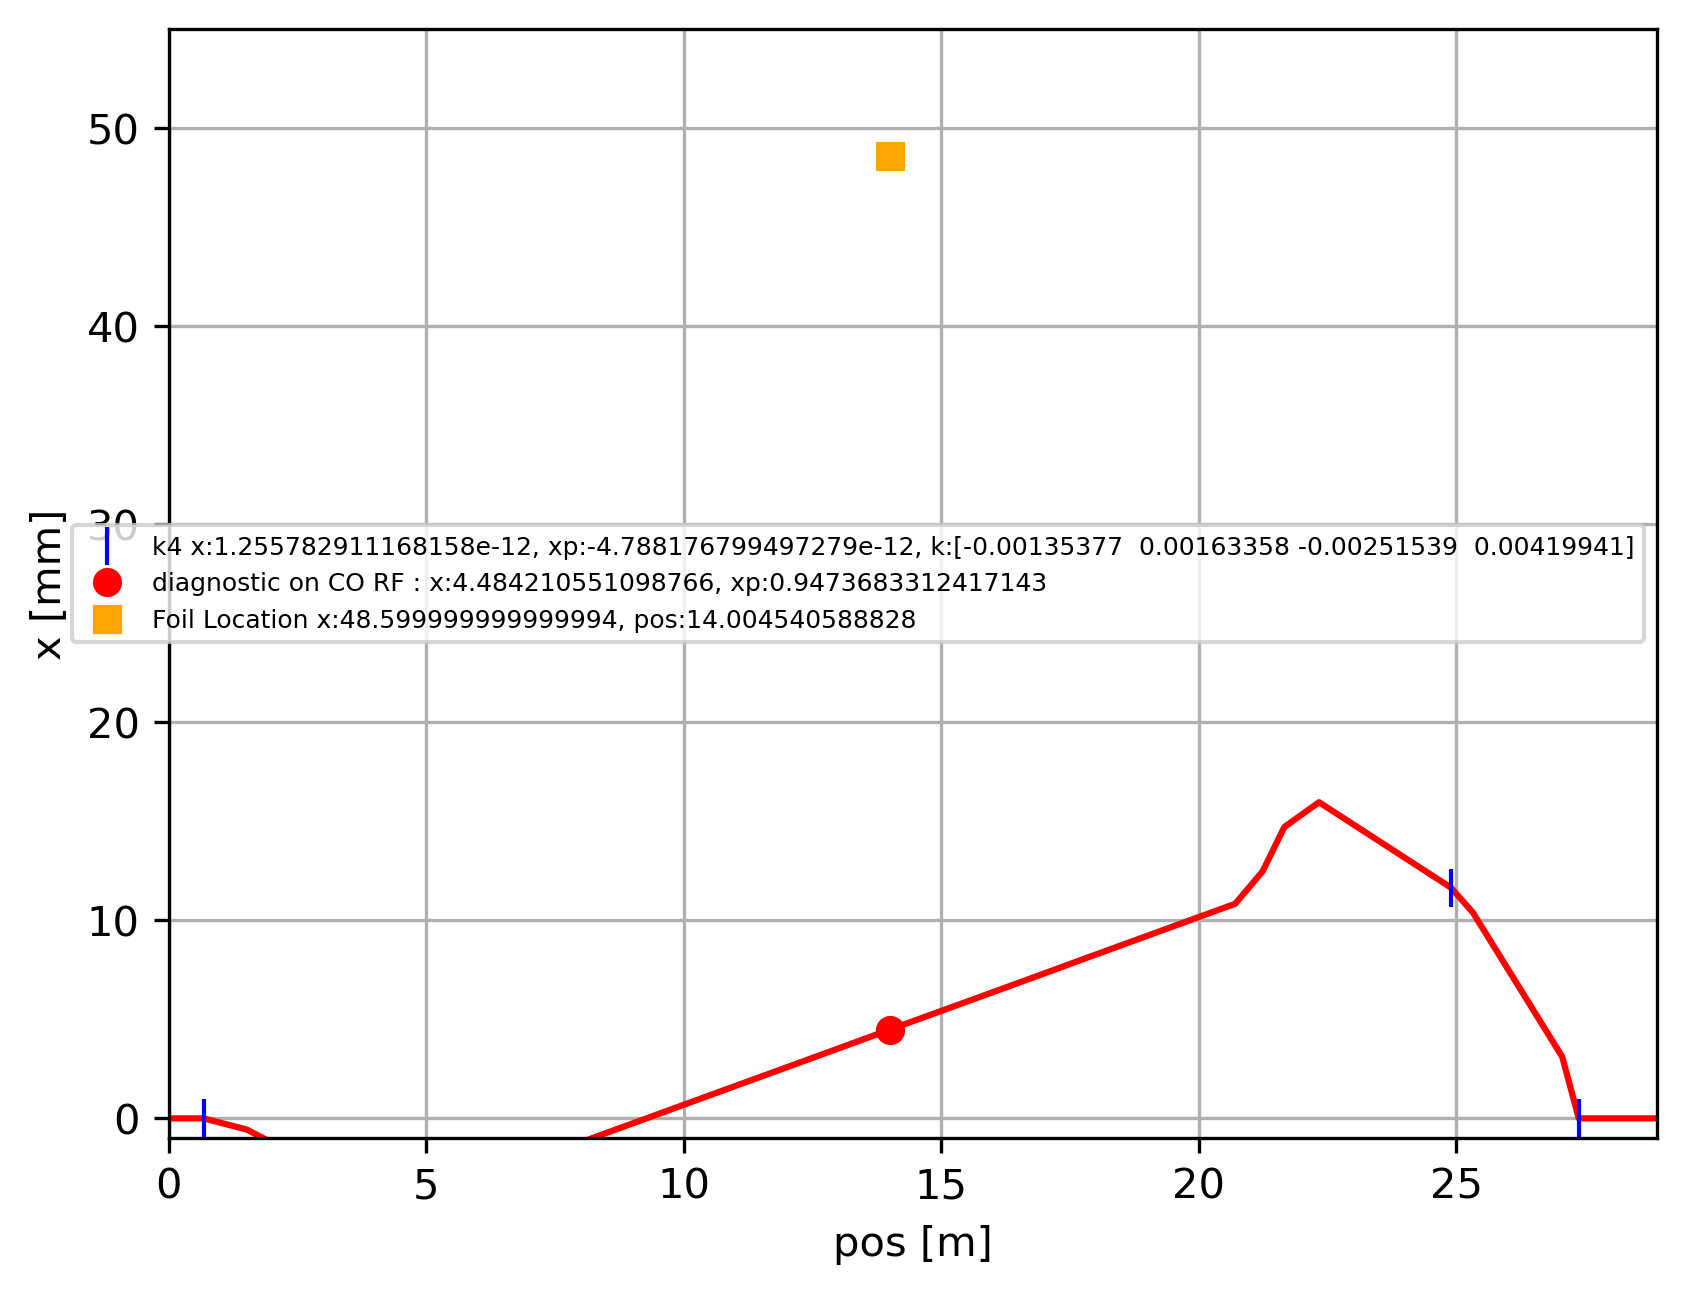 50
40
30
20
10
0
x [mm]
k4 x:1.255782911168158e-12, xp:-4.788176799497279e-12, k:[-0.00135377  0.00163358 -0.00251539  0.00419941]
diagnostic on CO RF : x:4.484210551098766, xp:0.9473683312417143
Foil Location x:48.599999999999994, pos:14.004540588828
0 5 10 15 20 25
pos [m]